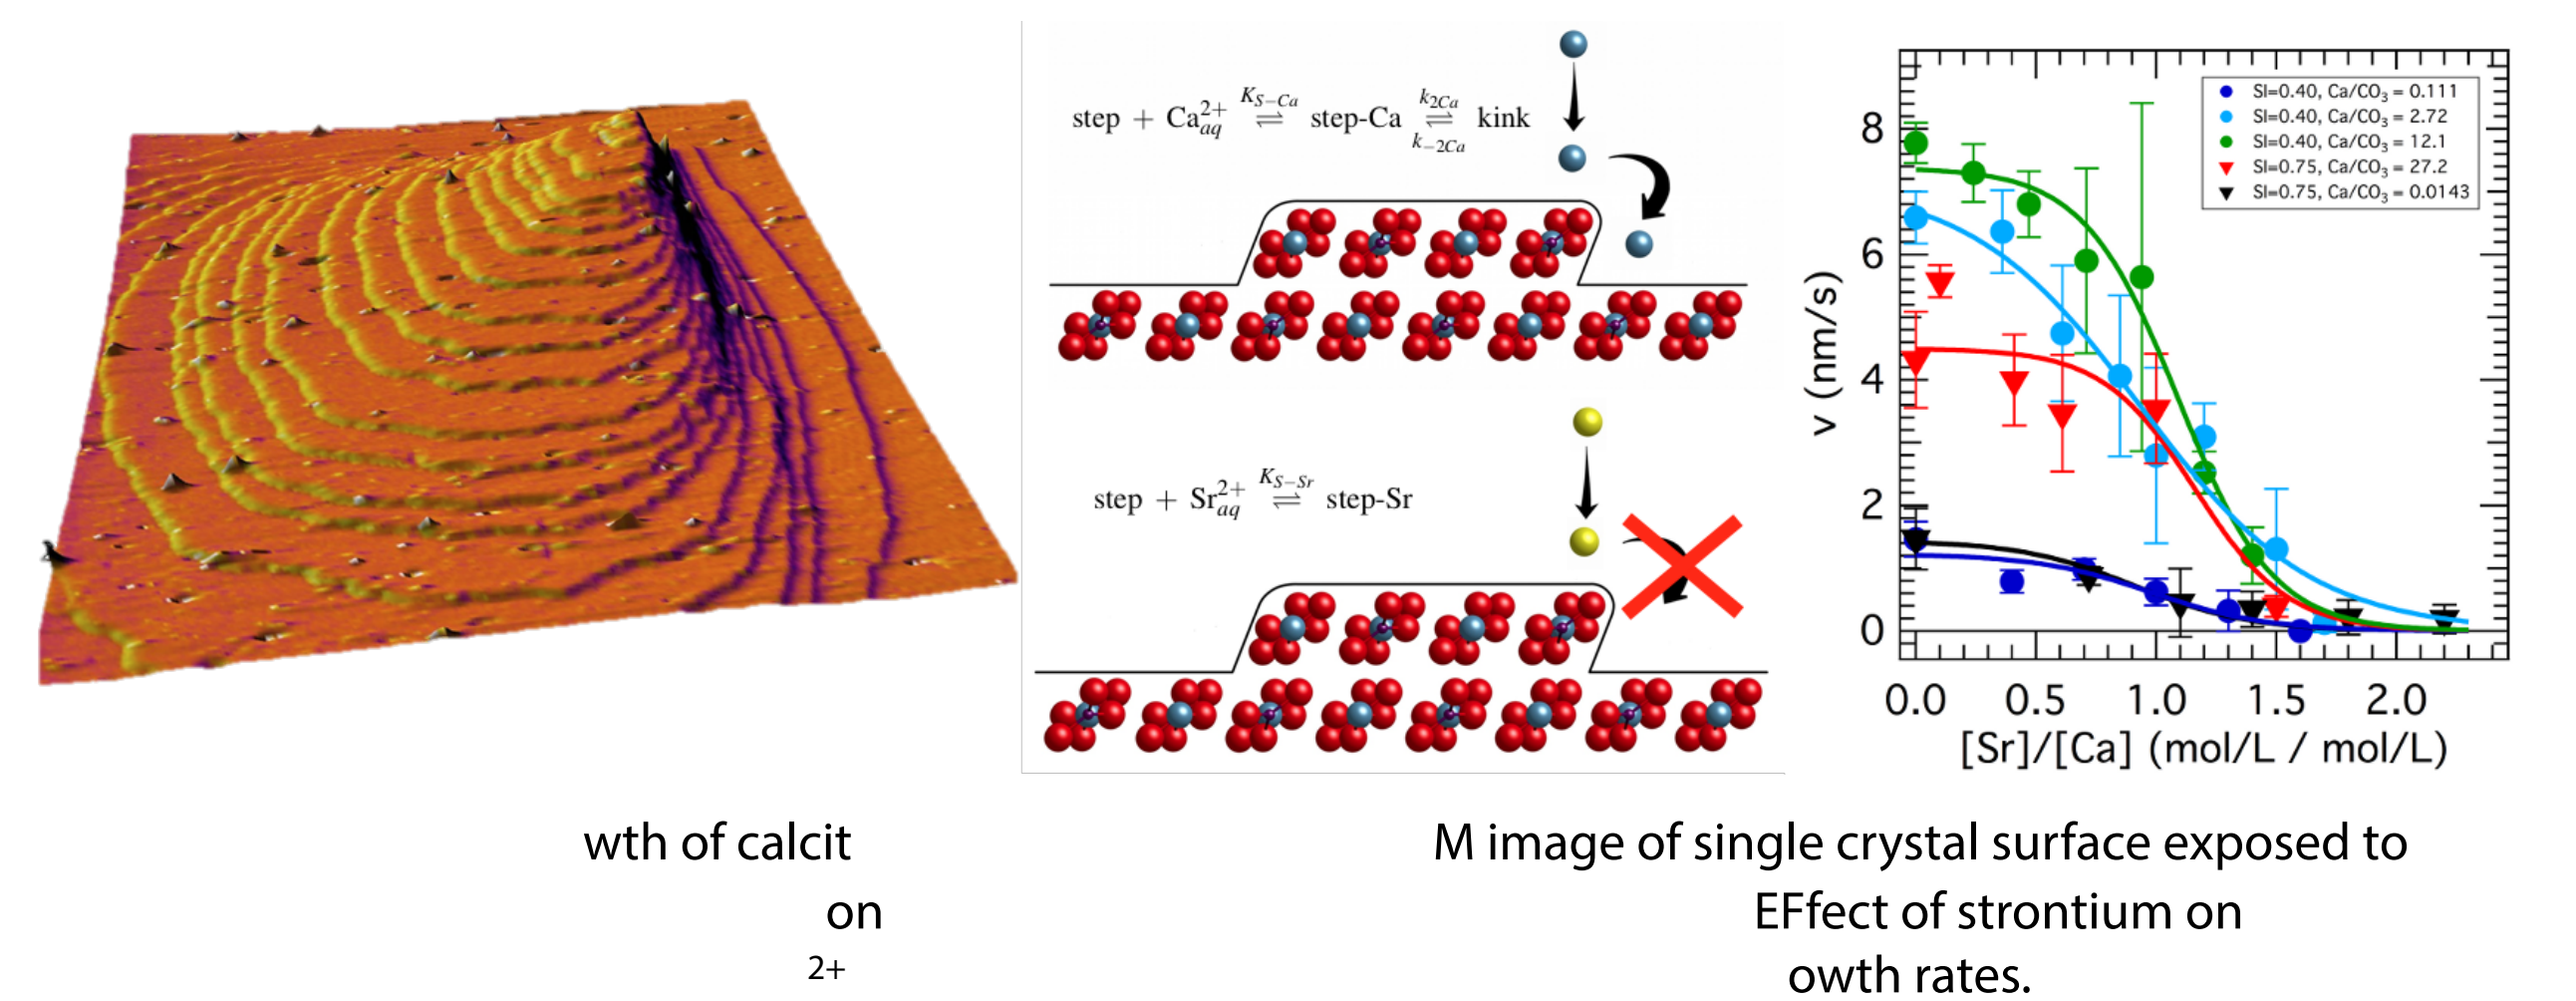 step + Ca²⁺aq ⇌ step-Ca ⇌ kink
K_S−Ca
k_2Ca
k_−2Ca
step + Sr²⁺aq ⇌ step-Sr
K_S−Sr
SI=0.40, Ca/CO₃ = 0.111
SI=0.40, Ca/CO₃ = 2.72
SI=0.40, Ca/CO₃ = 12.1
SI=0.75, Ca/CO₃ = 27.2
SI=0.75, Ca/CO₃ = 0.0143
v (nm/s)
8
6
4
2
0
0.0 0.5 1.0 1.5 2.0
[Sr]/[Ca] (mol/L / mol/L)
wth of calcit M image of single crystal surface exposed to
on EFfect of strontium on
2+ owth rates.